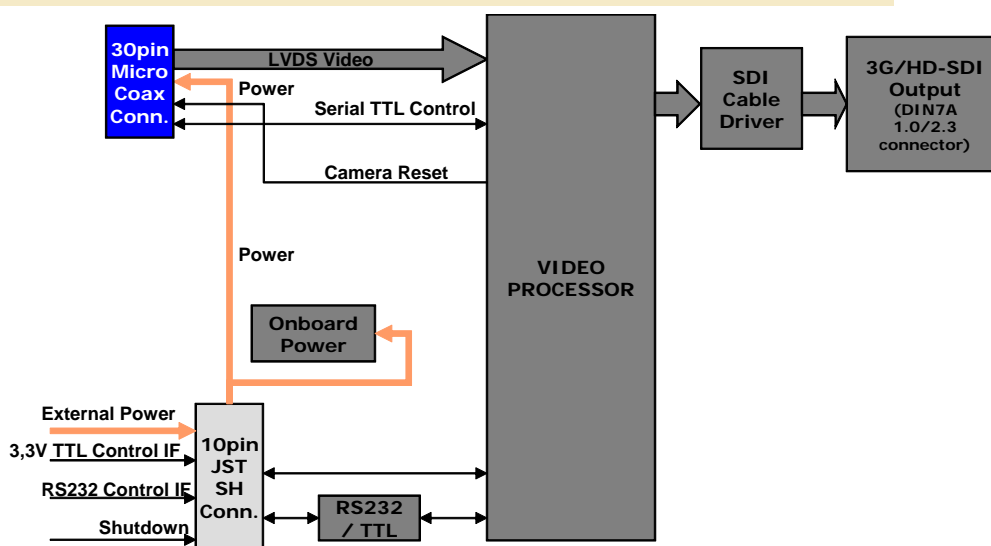 30pin
Micro
Coax
Conn.
LVDS Video
Power
Serial TTL Control
Camera Reset
Power
VIDEO
PROCESSOR
SDI
Cable
Driver
3G/HD-SDI
Output
(DIN7A
1.0/2.3
connector)
Onboard
Power
External Power
3,3V TTL Control IF
RS232 Control IF
Shutdown
10pin
JST
SH
Conn.
RS232
/ TTL